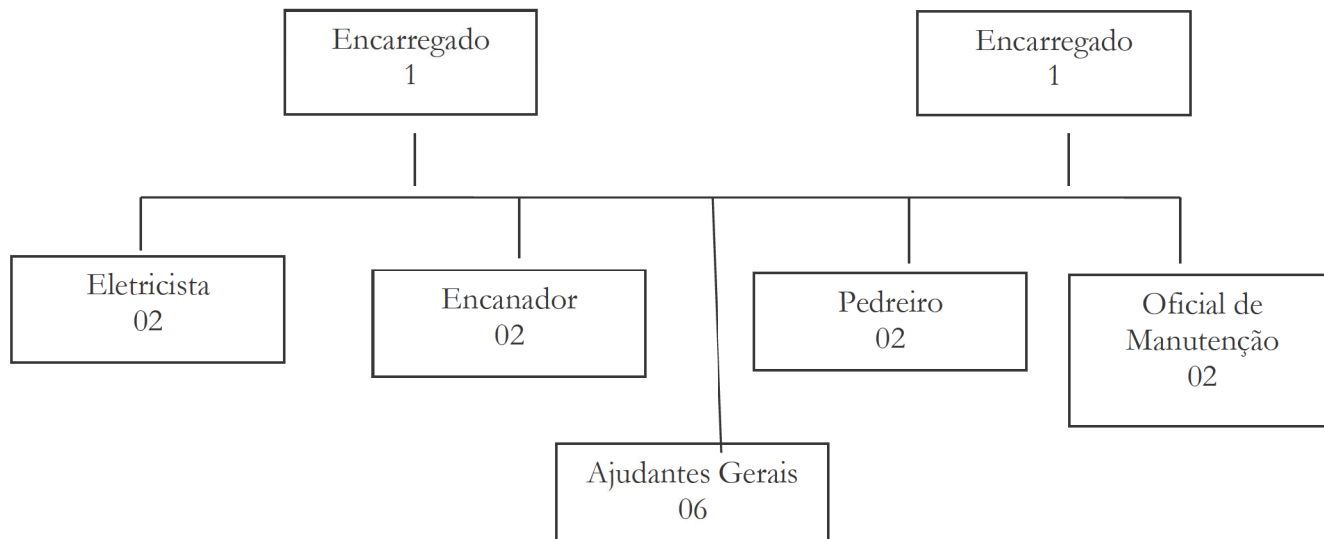 Encarregado
1
Encarregado
1
Eletricista
02
Encanador
02
Pedreiro
02
Oficial de
Manutenção
02
Ajudantes Gerais
06